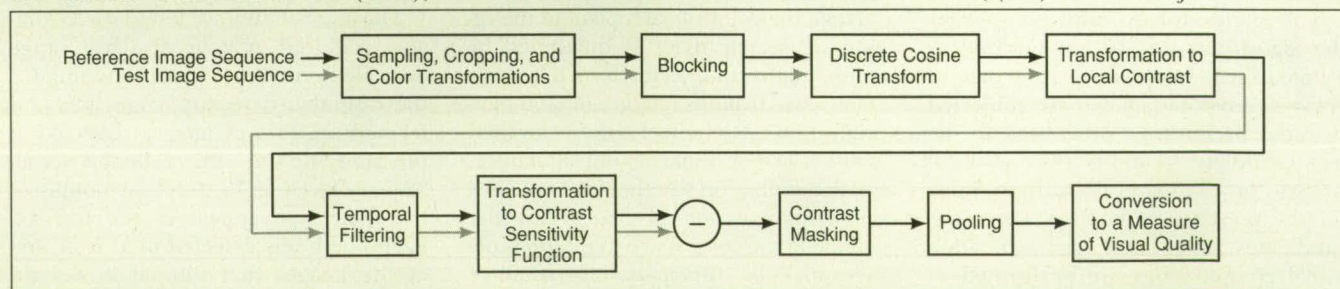 Reference Image Sequence
Test Image Sequence
Sampling, Cropping, and
Color Transformations
Blocking
Discrete Cosine
Transform
Transformation to
Local Contrast
Temporal
Filtering
Transformation
to Contrast
Sensitivity
Function
−
Contrast
Masking
Pooling
Conversion
to a Measure
of Visual Quality